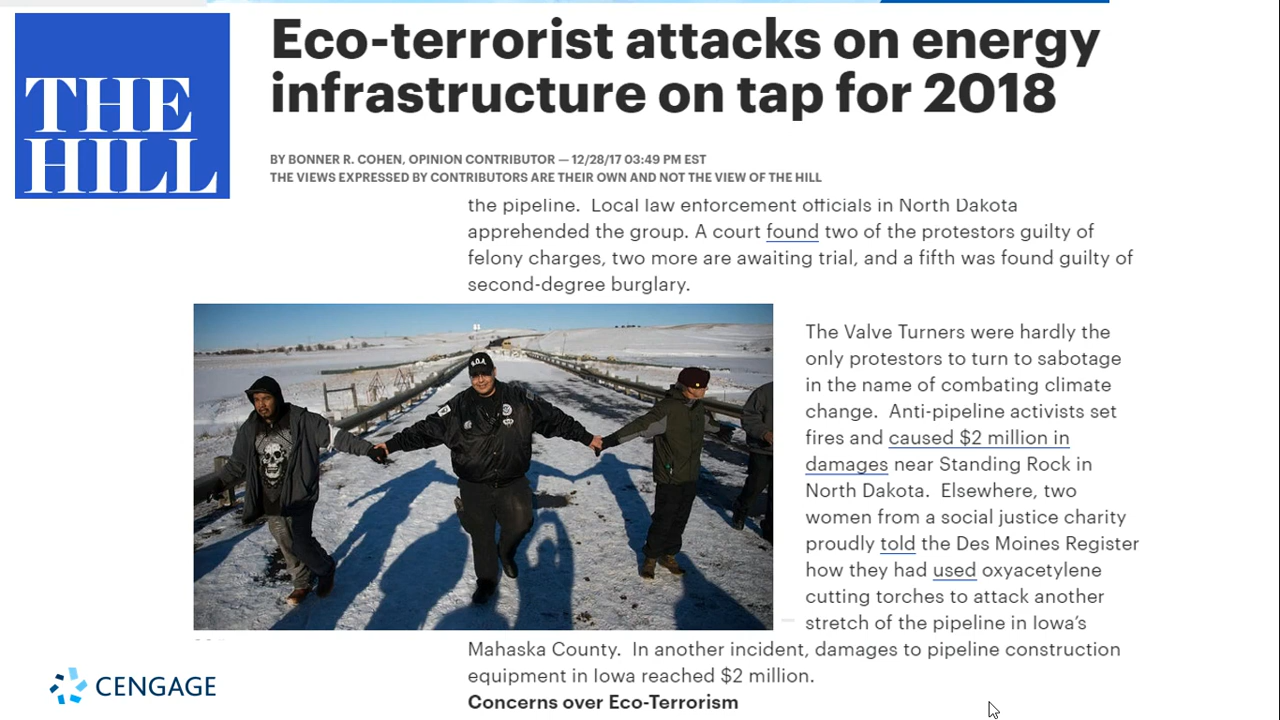 THE
HILL
Eco-terrorist attacks on energy
infrastructure on tap for 2018
BY BONNER R. COHEN, OPINION CONTRIBUTOR — 12/28/17 03:49 PM EST
THE VIEWS EXPRESSED BY CONTRIBUTORS ARE THEIR OWN AND NOT THE VIEW OF THE HILL
the pipeline. Local law enforcement officials in North Dakota
apprehended the group. A court found two of the protestors guilty of
felony charges, two more are awaiting trial, and a fifth was found guilty of
second-degree burglary.
The Valve Turners were hardly the
only protestors to turn to sabotage
in the name of combating climate
change. Anti-pipeline activists set
fires and caused $2 million in
damages near Standing Rock in
North Dakota. Elsewhere, two
women from a social justice charity
proudly told the Des Moines Register
how they had used oxyacetylene
cutting torches to attack another
stretch of the pipeline in Iowa's
Mahaska County. In another incident, damages to pipeline construction
equipment in Iowa reached $2 million.
Concerns over Eco-Terrorism
CENGAGE